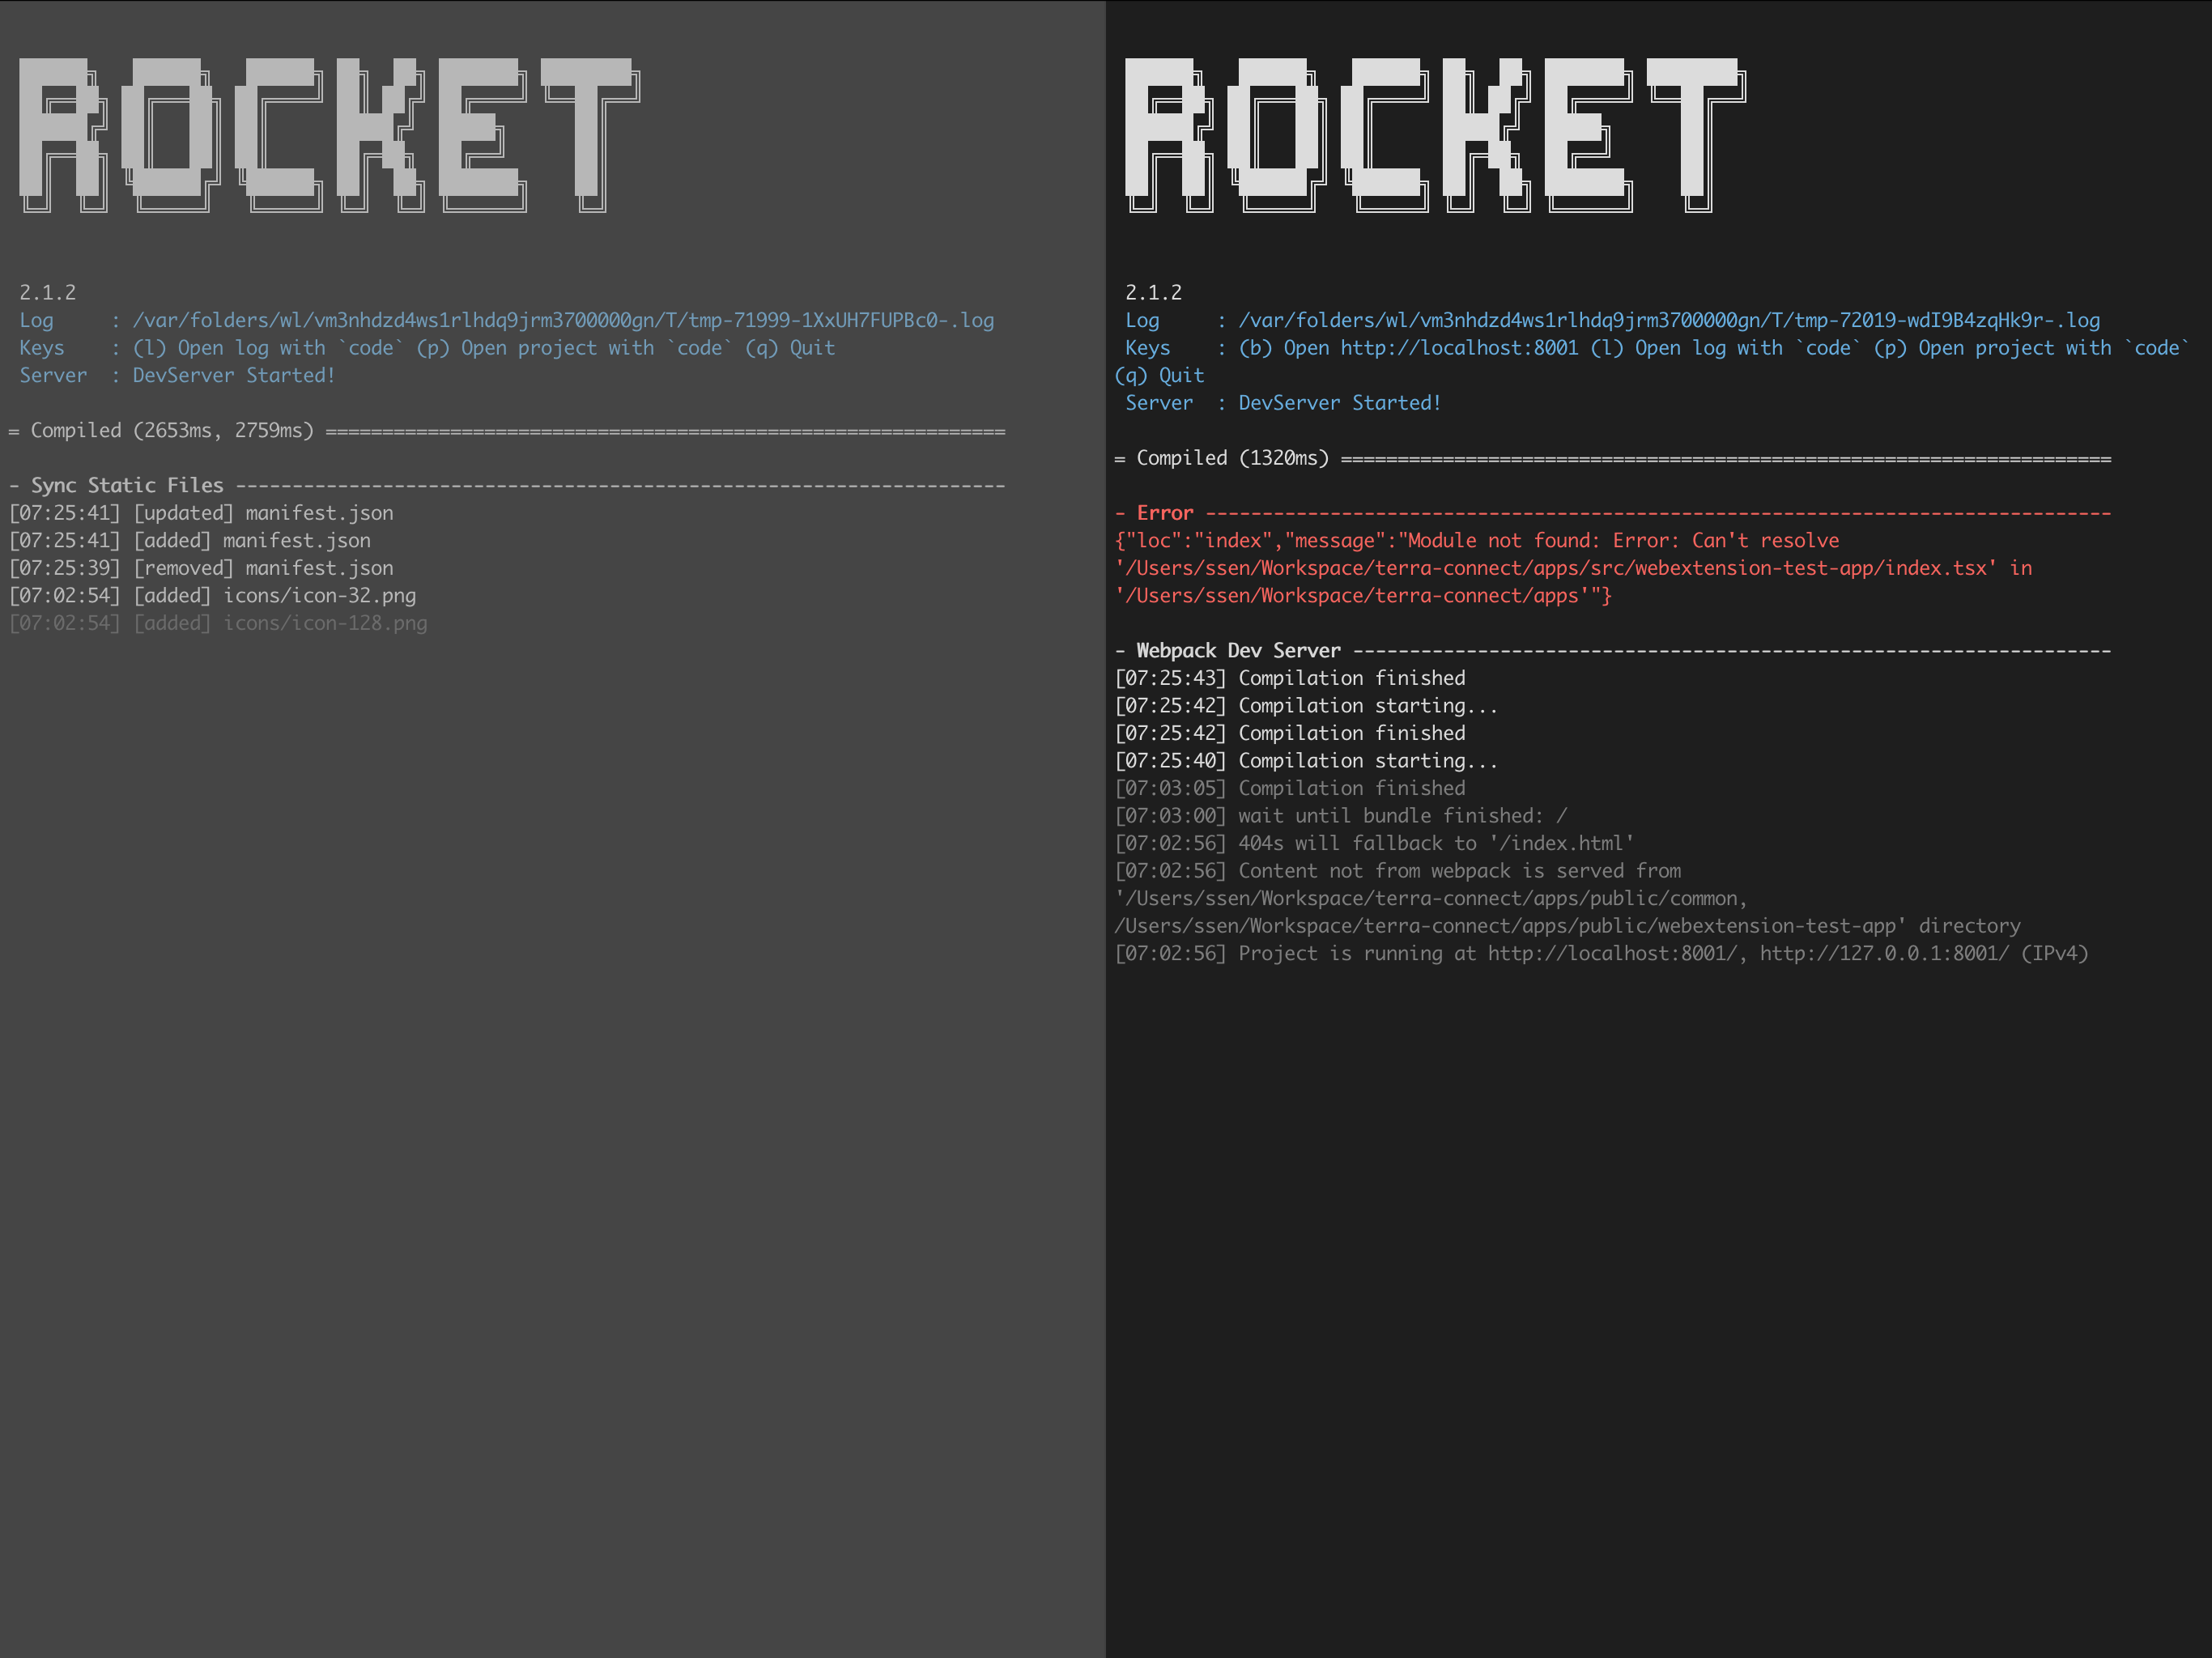 ROCKET
2.1.2
Log     : /var/folders/wl/vm3nhdzd4ws1rlhdq9jrm3700000gn/T/tmp-71999-1XxUH7FUPBc0-.log
Keys    : (l) Open log with `code` (p) Open project with `code` (q) Quit
Server  : DevServer Started!
= Compiled (2653ms, 2759ms) ============================================================
- Sync Static Files --------------------------------------------------------------------
[07:25:41] [updated] manifest.json
[07:25:41] [added] manifest.json
[07:25:39] [removed] manifest.json
[07:02:54] [added] icons/icon-32.png
[07:02:54] [added] icons/icon-128.png
ROCKET
2.1.2
Log     : /var/folders/wl/vm3nhdzd4ws1rlhdq9jrm3700000gn/T/tmp-72019-wdI9B4zqHk9r-.log
Keys    : (b) Open http://localhost:8001 (l) Open log with `code` (p) Open project with `code`
(q) Quit
Server  : DevServer Started!
= Compiled (1320ms) ====================================================================
- Error --------------------------------------------------------------------------------
{"loc":"index","message":"Module not found: Error: Can't resolve
'/Users/ssen/Workspace/terra-connect/apps/src/webextension-test-app/index.tsx' in
'/Users/ssen/Workspace/terra-connect/apps'"}
- Webpack Dev Server -------------------------------------------------------------------
[07:25:43] Compilation finished
[07:25:42] Compilation starting...
[07:25:42] Compilation finished
[07:25:40] Compilation starting...
[07:03:05] Compilation finished
[07:03:00] wait until bundle finished: /
[07:02:56] 404s will fallback to '/index.html'
[07:02:56] Content not from webpack is served from
'/Users/ssen/Workspace/terra-connect/apps/public/common,
/Users/ssen/Workspace/terra-connect/apps/public/webextension-test-app' directory
[07:02:56] Project is running at http://localhost:8001/, http://127.0.0.1:8001/ (IPv4)